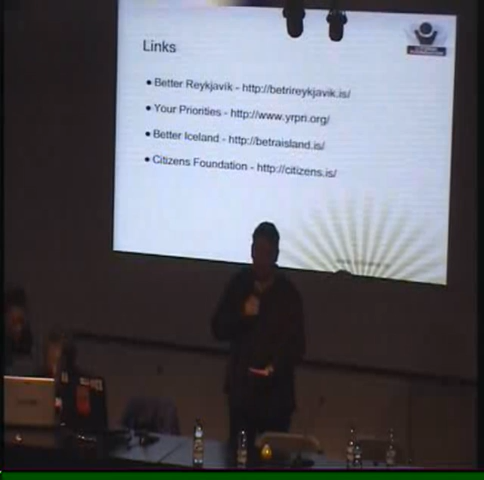 Links
• Better Reykjavik - http://betrireykjavik.is/
• Your Priorities - http://www.yrpri.org/
• Better Iceland - http://betraisland.is/
• Citizens Foundation - http://citizens.is/